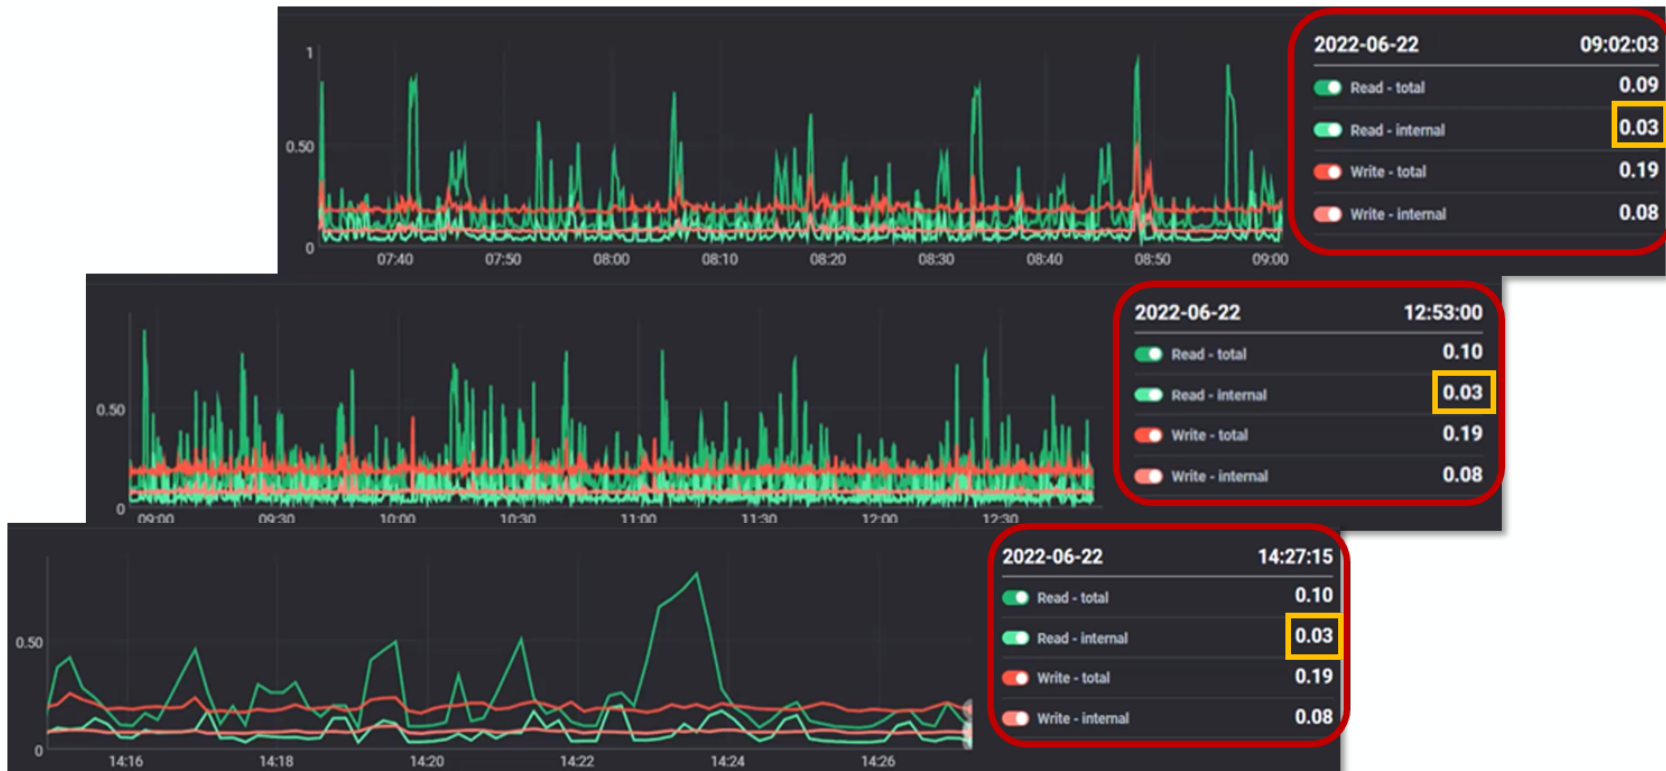 1
0.50
0
07:40 07:50 08:00 08:10 08:20 08:30 08:40 08:50 09:00
2022-06-22 09:02:03
Read - total 0.09
Read - internal 0.03
Write - total 0.19
Write - internal 0.08
0.50
0
09:00 09:30 10:00 10:30 11:00 11:30 12:00 12:30
2022-06-22 12:53:00
Read - total 0.10
Read - internal 0.03
Write - total 0.19
Write - internal 0.08
0.50
0
14:16 14:18 14:20 14:22 14:24 14:26
2022-06-22 14:27:15
Read - total 0.10
Read - internal 0.03
Write - total 0.19
Write - internal 0.08